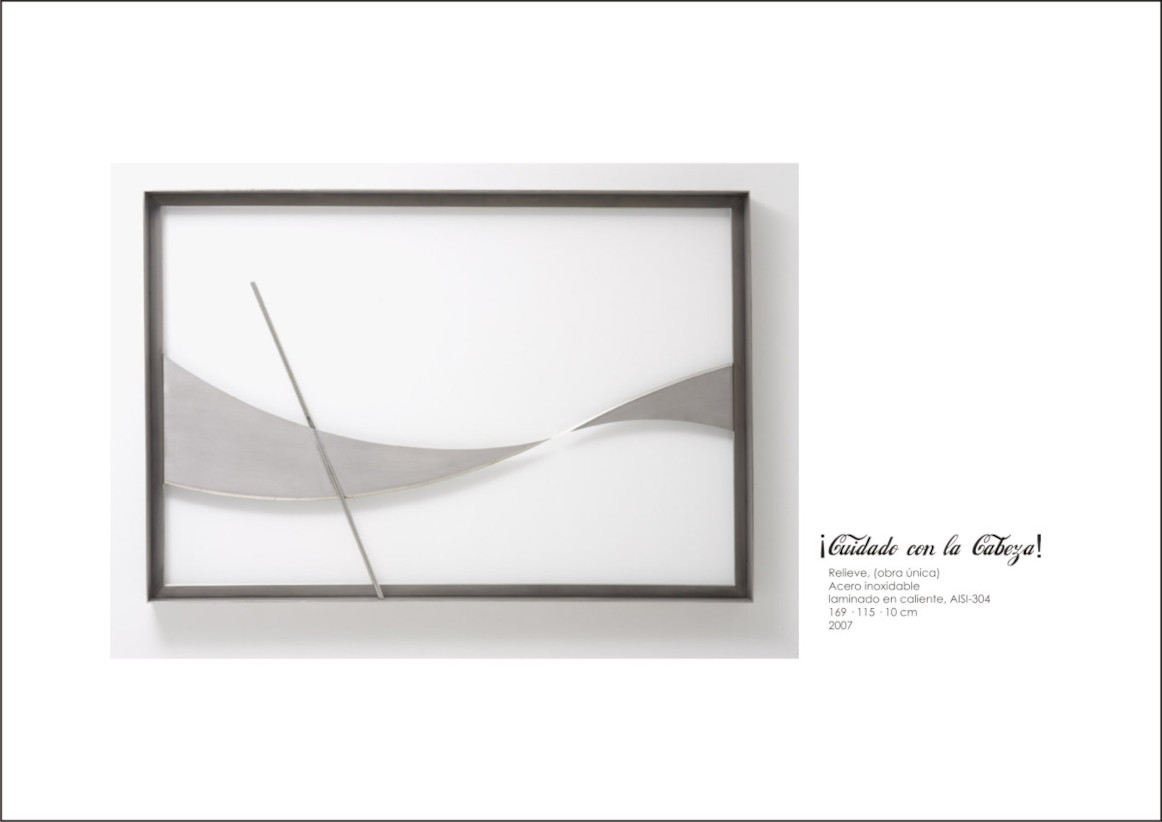 ¡Cuidado con la Cabeza!
Relieve, (obra única)
Acero inoxidable
laminado en caliente, AISI-304
169 · 115 · 10 cm
2007